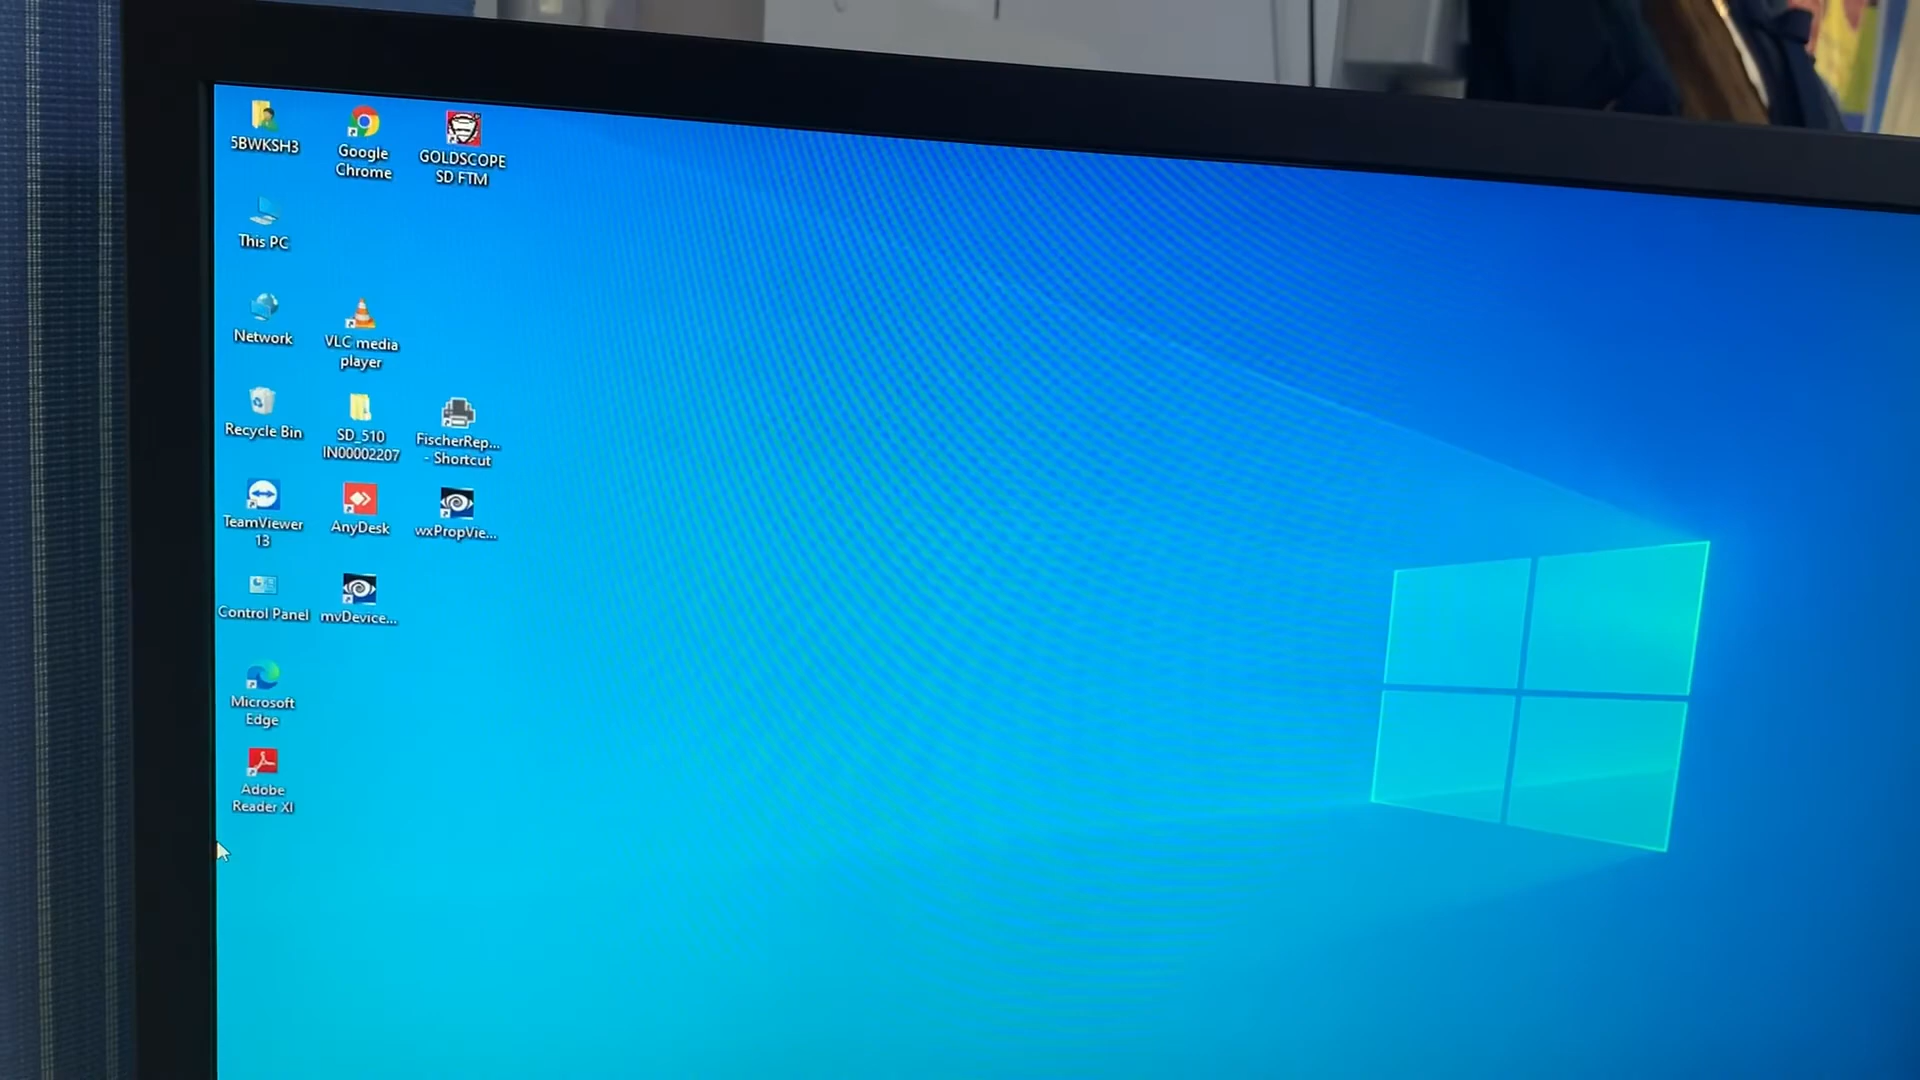 5BWKSH3
Google
Chrome
GOLDSCOPE
SD FTM
This PC
Network
VLC media
player
Recycle Bin
SD_510
IN00002207
FischerRep...
- Shortcut
TeamViewer
13
AnyDesk
wxPropVie...
Control Panel
mvDevice...
Microsoft
Edge
Adobe
Reader XI